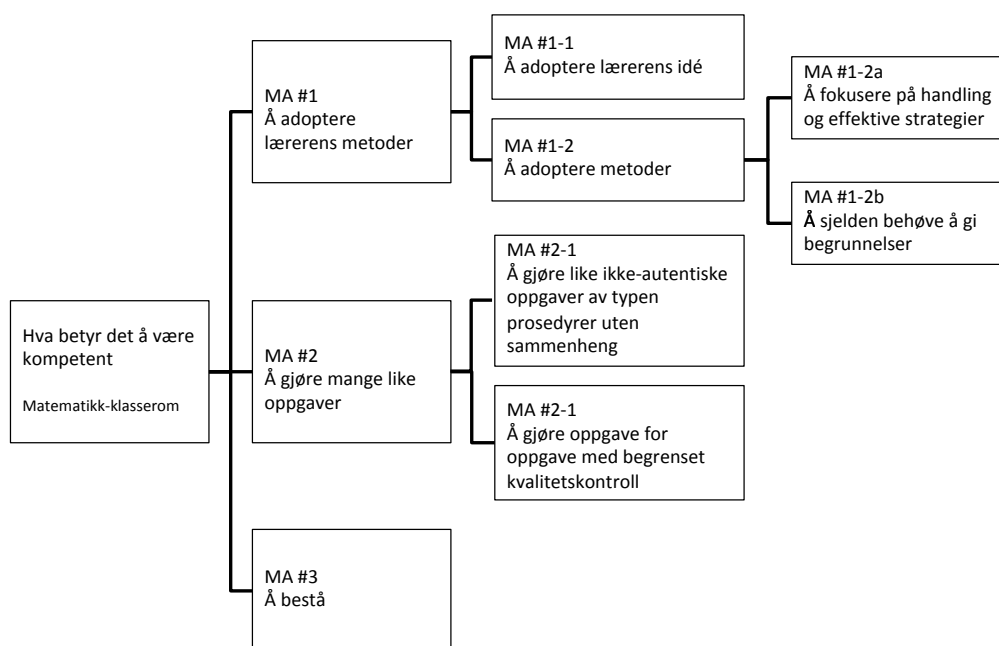 Hva betyr det å være
kompetent
Matematikk-klasserom
MA #1
Å adoptere
lærerens metoder
MA #1-1
Å adoptere lærerens idé
MA #1-2
Å adoptere metoder
MA #1-2a
Å fokusere på handling
og effektive strategier
MA #1-2b
Å sjelden behøve å gi
begrunnelser
MA #2
Å gjøre mange like
oppgaver
MA #2-1
Å gjøre like ikke-autentiske
oppgaver av typen
prosedyrer uten
sammenheng
MA #2-1
Å gjøre oppgave for
oppgave med begrenset
kvalitetskontroll
MA #3
Å bestå